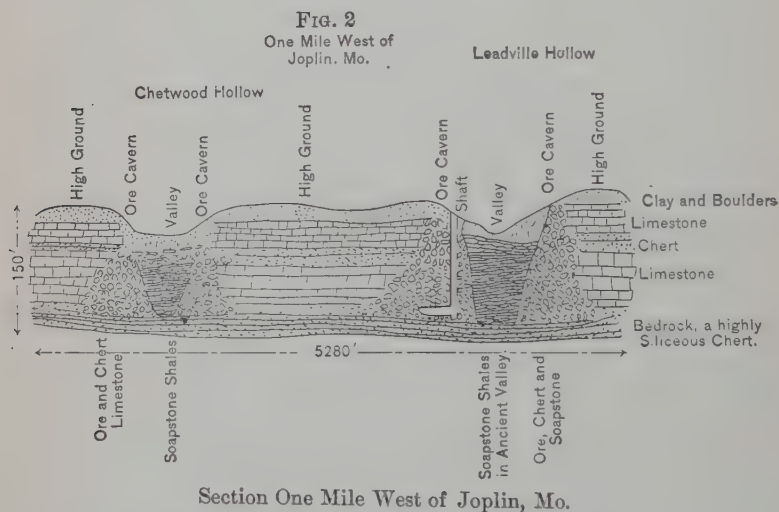 FIG. 2
One Mile West of
Joplin. Mo.
Chetwood Hollow
Leadville Hollow
High Ground
Ore Cavern
Valley
Ore Cavern
High Ground
Ore Cavern
Shaft
Valley
Ore Cavern
High Ground
Clay and Boulders
Limestone
Chert
Limestone
Bedrock, a highly
Siliceous Chert.
150'
5280'
Ore and Chert
Limestone
Soapstone Shales
Soapstone Shales
in Ancient Valley
Ore, Chert and
Soapstone
Section One Mile West of Joplin, Mo.